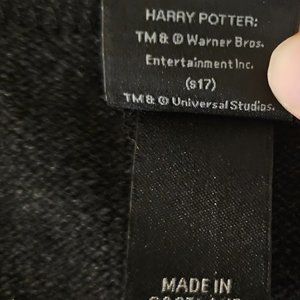 HARRY POTTER:
TM & © Warner Bros.
Entertainment Inc.
(s17)
TM & © Universal Studios.
MADE IN